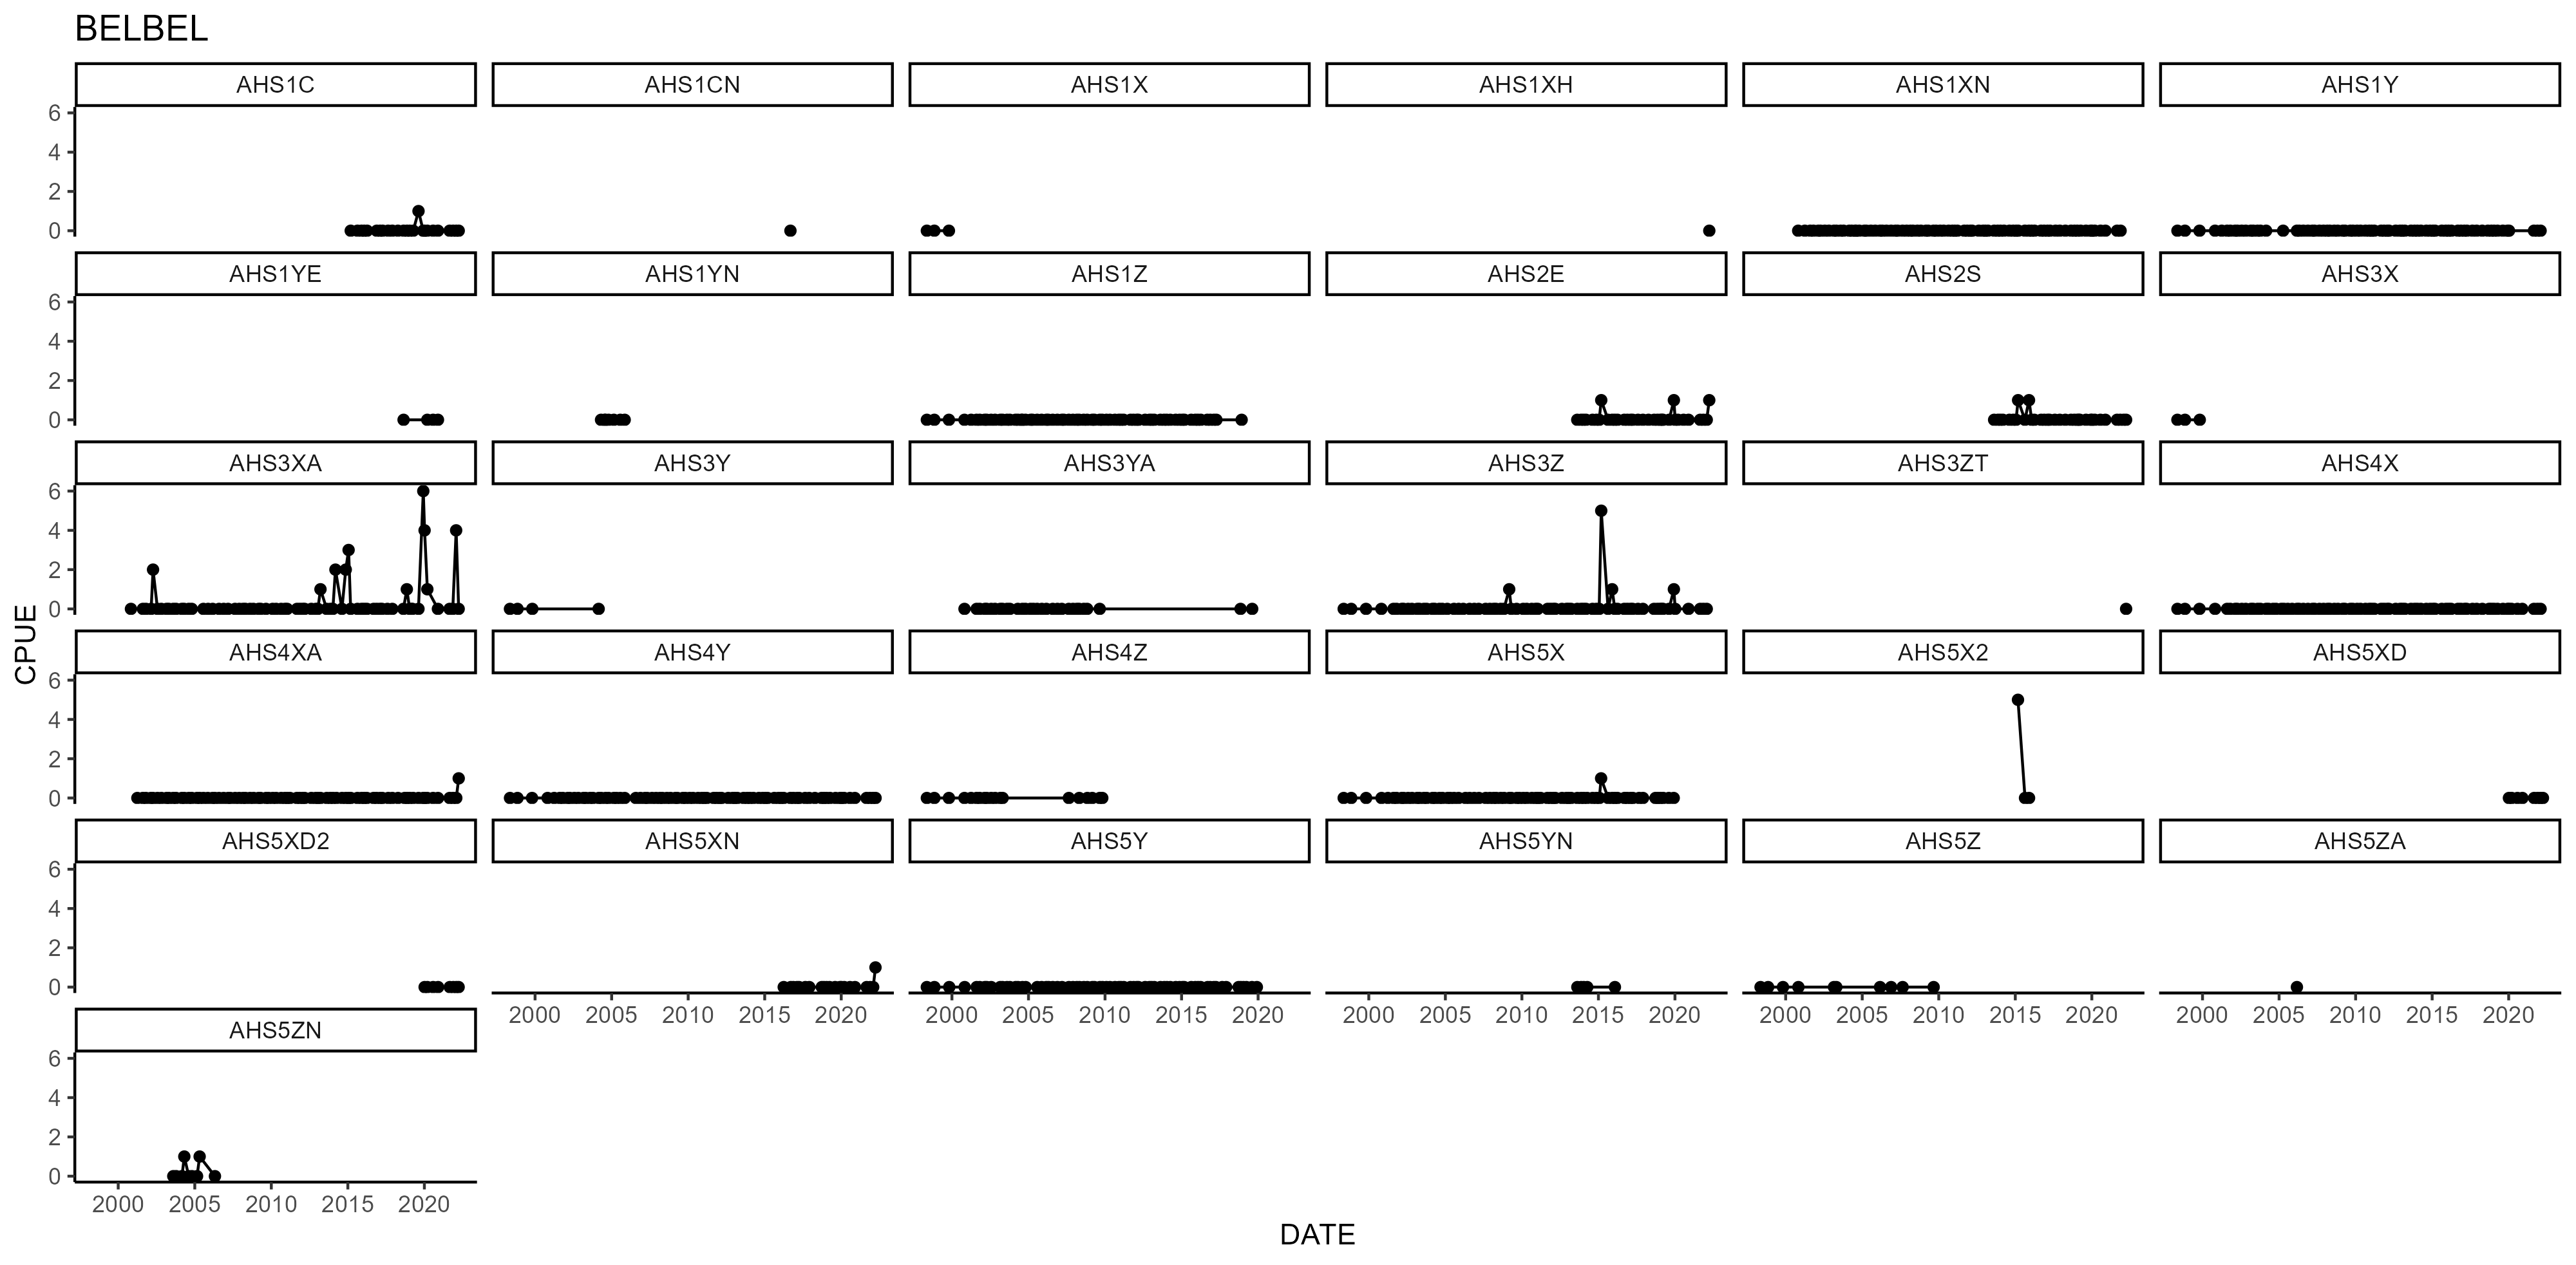 BELBEL
AHS1C AHS1CN AHS1X AHS1XH AHS1XN AHS1Y
6
4
2
0
AHS1YE AHS1YN AHS1Z AHS2E AHS2S AHS3X
6
4
2
0
AHS3XA AHS3Y AHS3YA AHS3Z AHS3ZT AHS4X
6
4
2
0
CPUE
AHS4XA AHS4Y AHS4Z AHS5X AHS5X2 AHS5XD
6
4
2
0
AHS5XD2 AHS5XN AHS5Y AHS5YN AHS5Z AHS5ZA
6
4
2
0
2000 2005 2010 2015 2020 2000 2005 2010 2015 2020 2000 2005 2010 2015 2020 2000 2005 2010 2015 2020 2000 2005 2010 2015 2020
AHS5ZN
6
4
2
0
2000 2005 2010 2015 2020
DATE